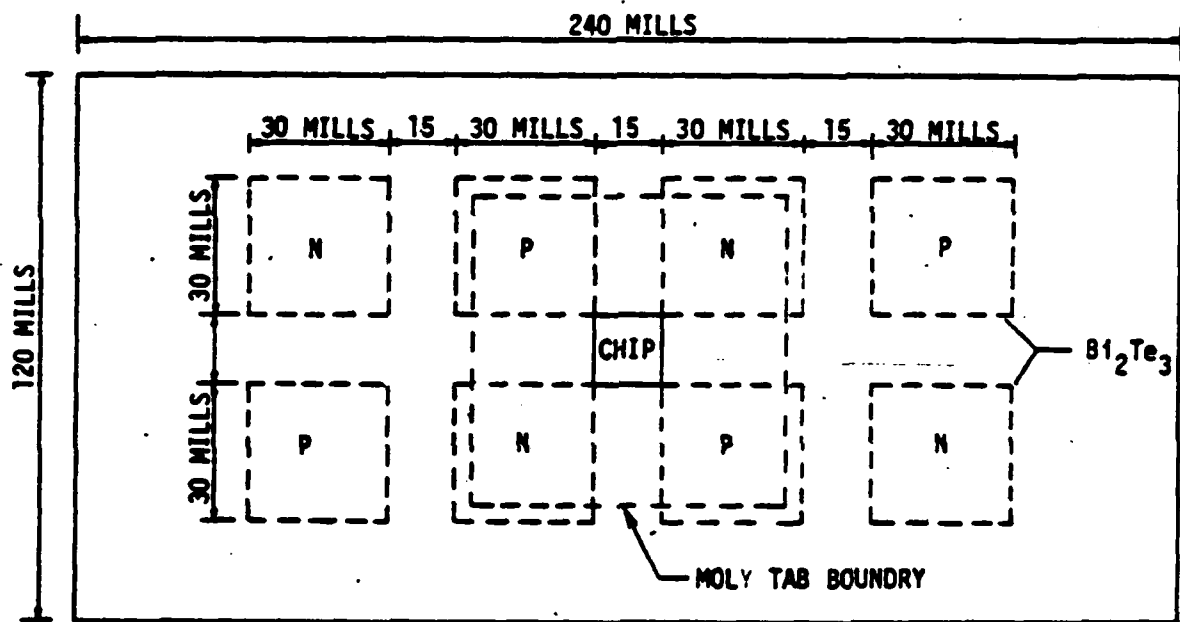 240 MILLS
30 MILLS 15 30 MILLS 15 30 MILLS 15 30 MILLS
30 MILLS
N P N P
120 MILLS
CHIP
Bi₂Te₃
30 MILLS
P N P N
MOLY TAB BOUNDRY